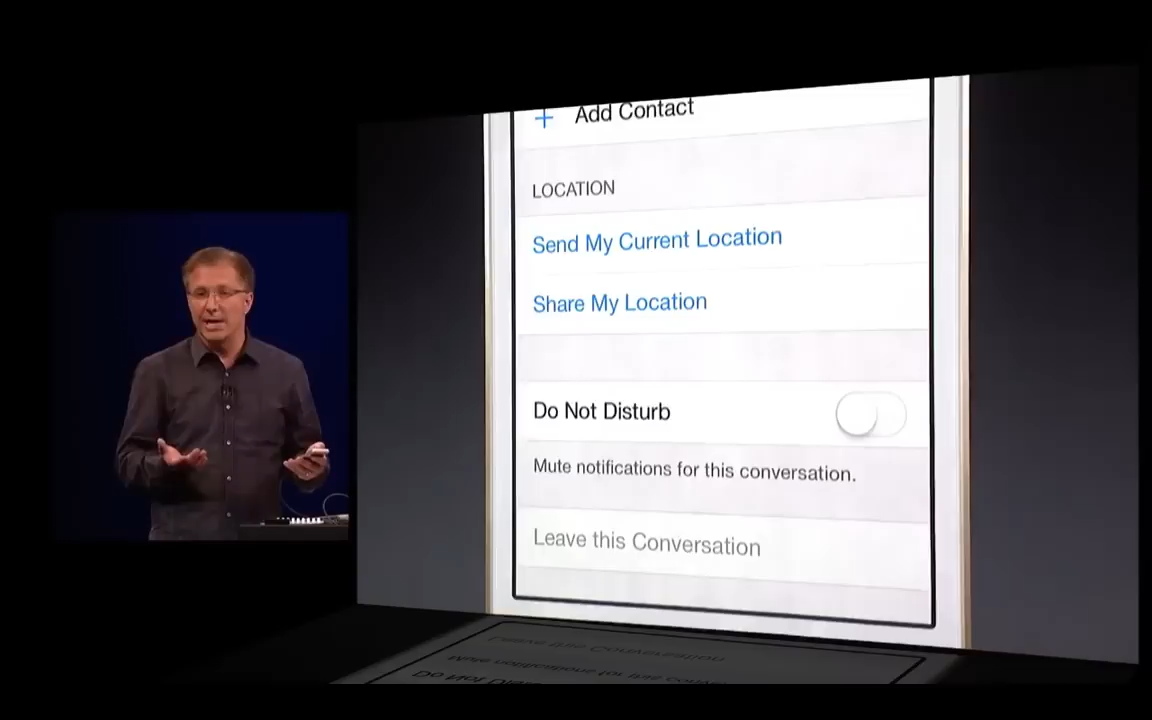 + Add Contact
LOCATION
Send My Current Location
Share My Location
Do Not Disturb
Mute notifications for this conversation.
Leave this Conversation